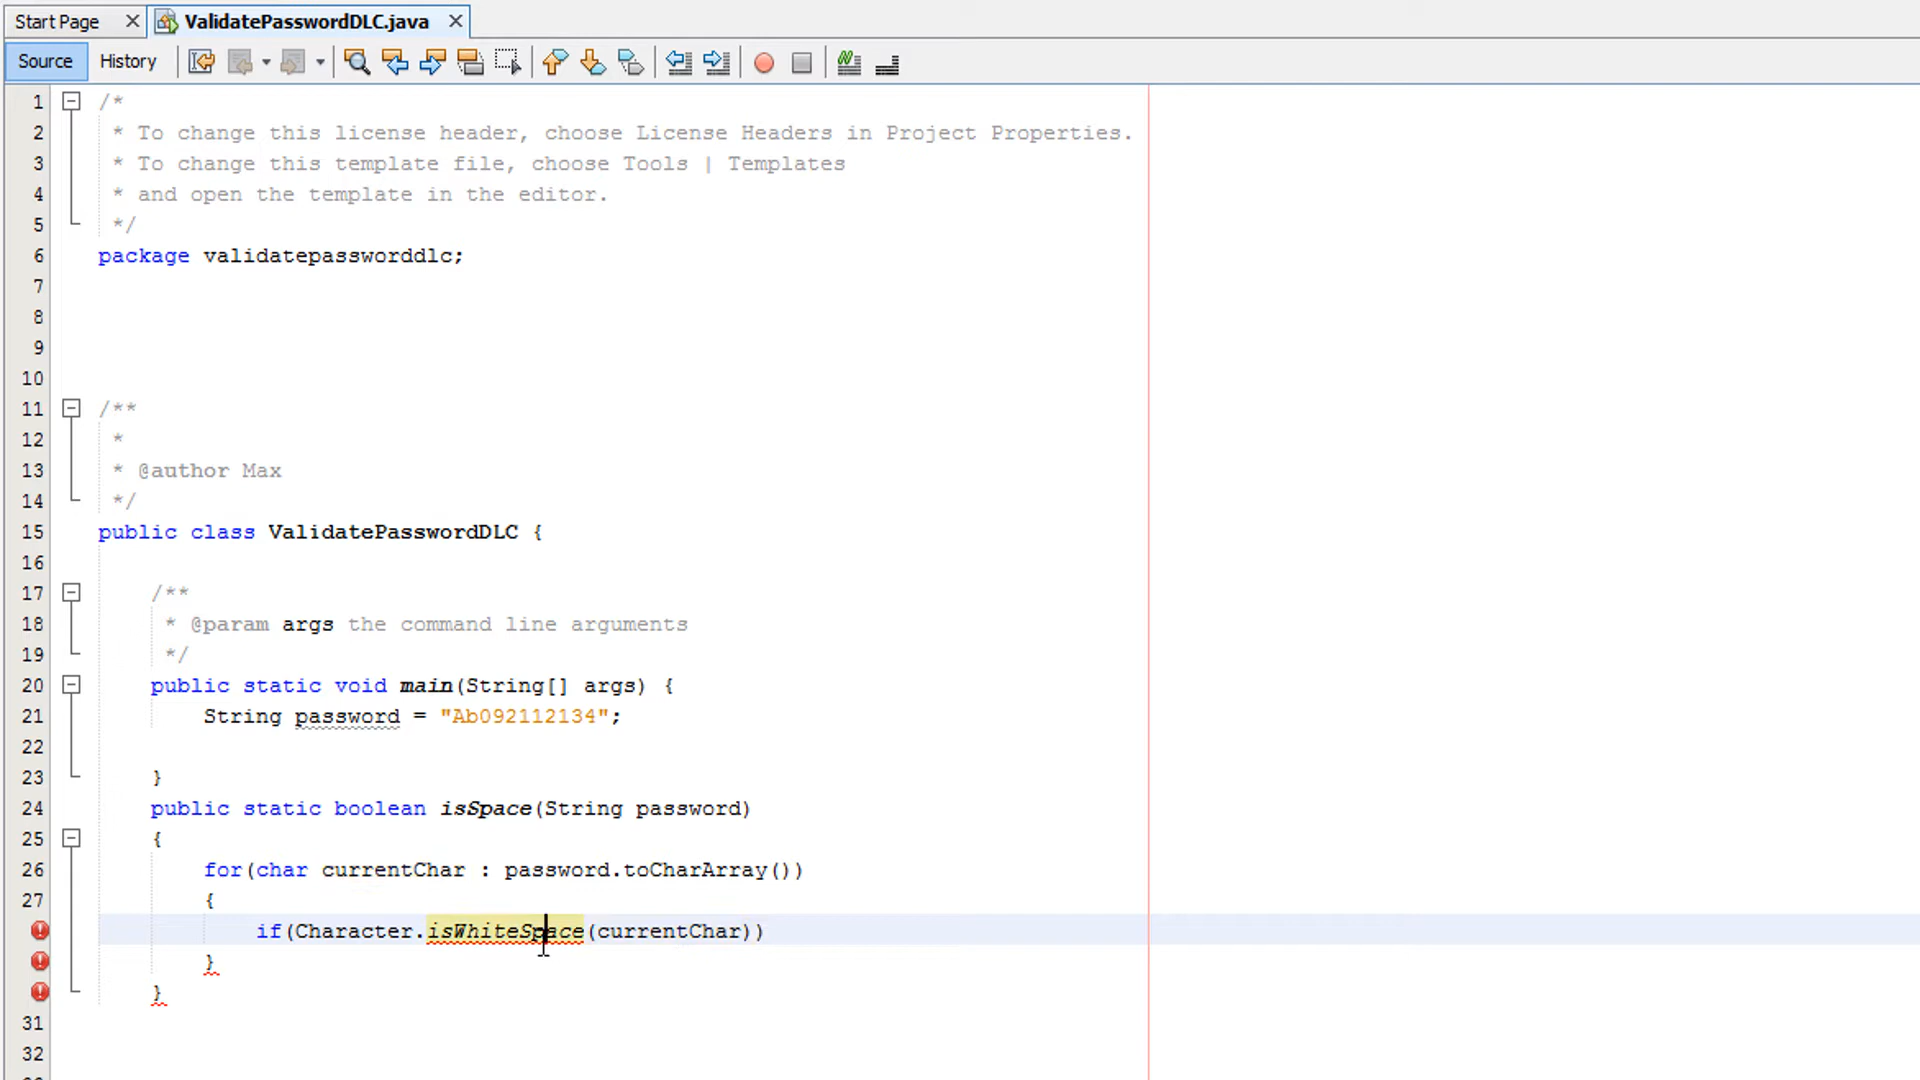 Start Page ValidatePasswordDLC.java
Source History
1 /*
2 * To change this license header, choose License Headers in Project Properties.
3 * To change this template file, choose Tools | Templates
4 * and open the template in the editor.
5 */
6 package validatepassworddlc;
7
8
9
10
11 /**
12 *
13 * @author Max
14 */
15 public class ValidatePasswordDLC {
16
17 /**
18 * @param args the command line arguments
19 */
20 public static void main(String[] args) {
21 String password = "Ab092112134";
22
23 }
24 public static boolean isSpace(String password)
25 {
26 for(char currentChar : password.toCharArray())
27 {
if(Character.isWhiteSpace(currentChar))
}
}
31
32